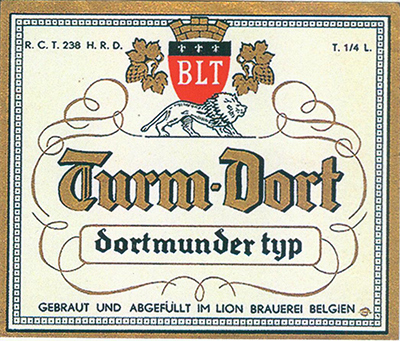 R. C. T. 238 H. R. D.
T. 1/4 L.
BLT
Turm-Dort
dortmunder typ
GEBRAUT UND ABGEFÜLLT IM LION BRAUEREI BELGIEN